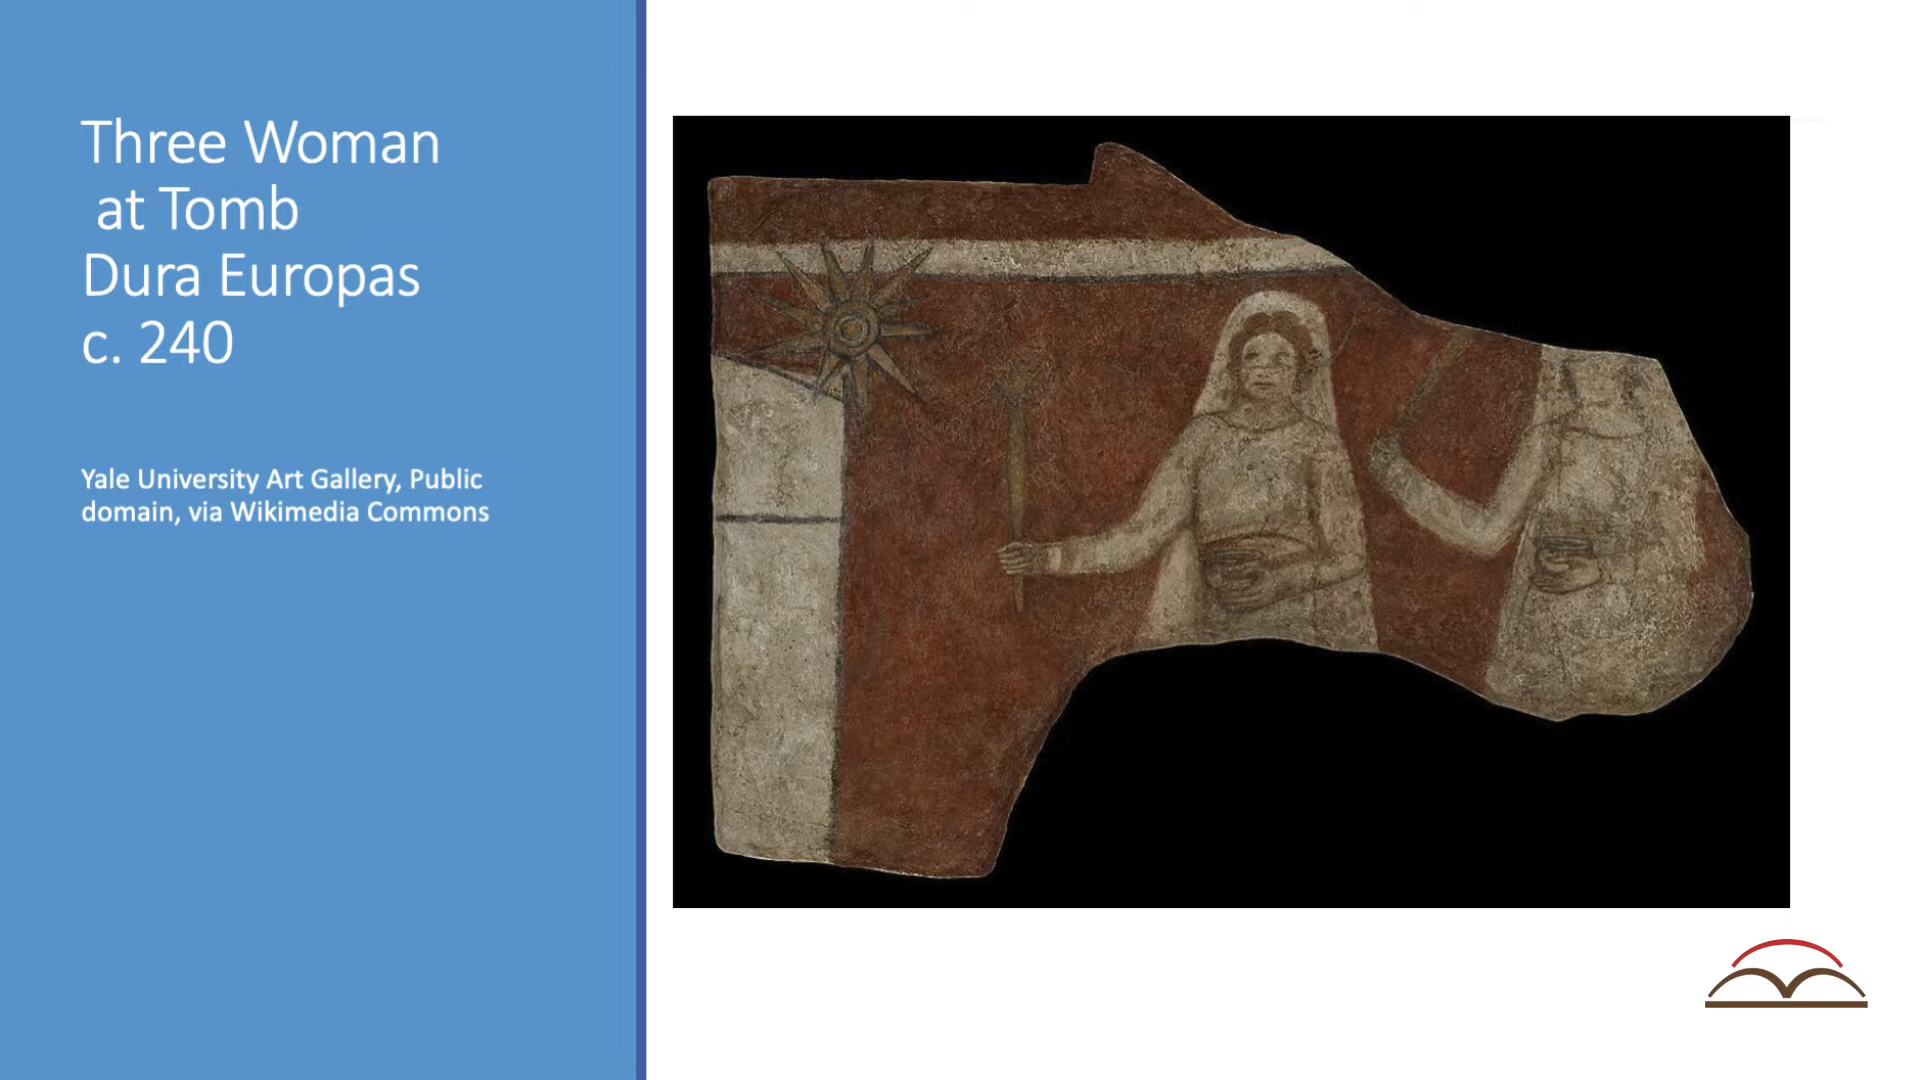 Three Woman
at Tomb
Dura Europas
c. 240
Yale University Art Gallery, Public
domain, via Wikimedia Commons